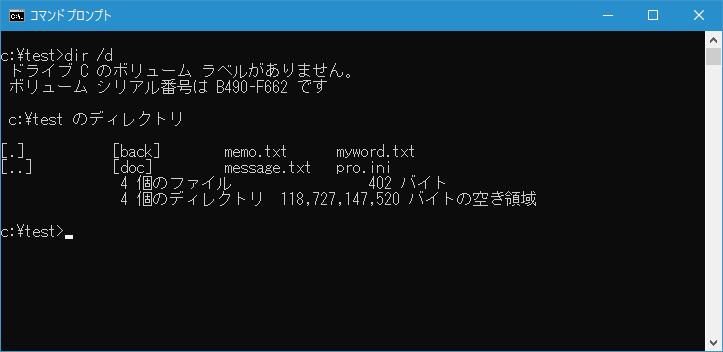 コマンドプロンプト
c:¥test>dir /d
ドライブ C のボリューム ラベルがありません。
ボリューム シリアル番号は B490-F662 です
c:¥test のディレクトリ
[.] [back] memo.txt myword.txt
[..] [doc] message.txt pro.ini
4 個のファイル 402 バイト
4 個のディレクトリ 118,727,147,520 バイトの空き領域
c:¥test>